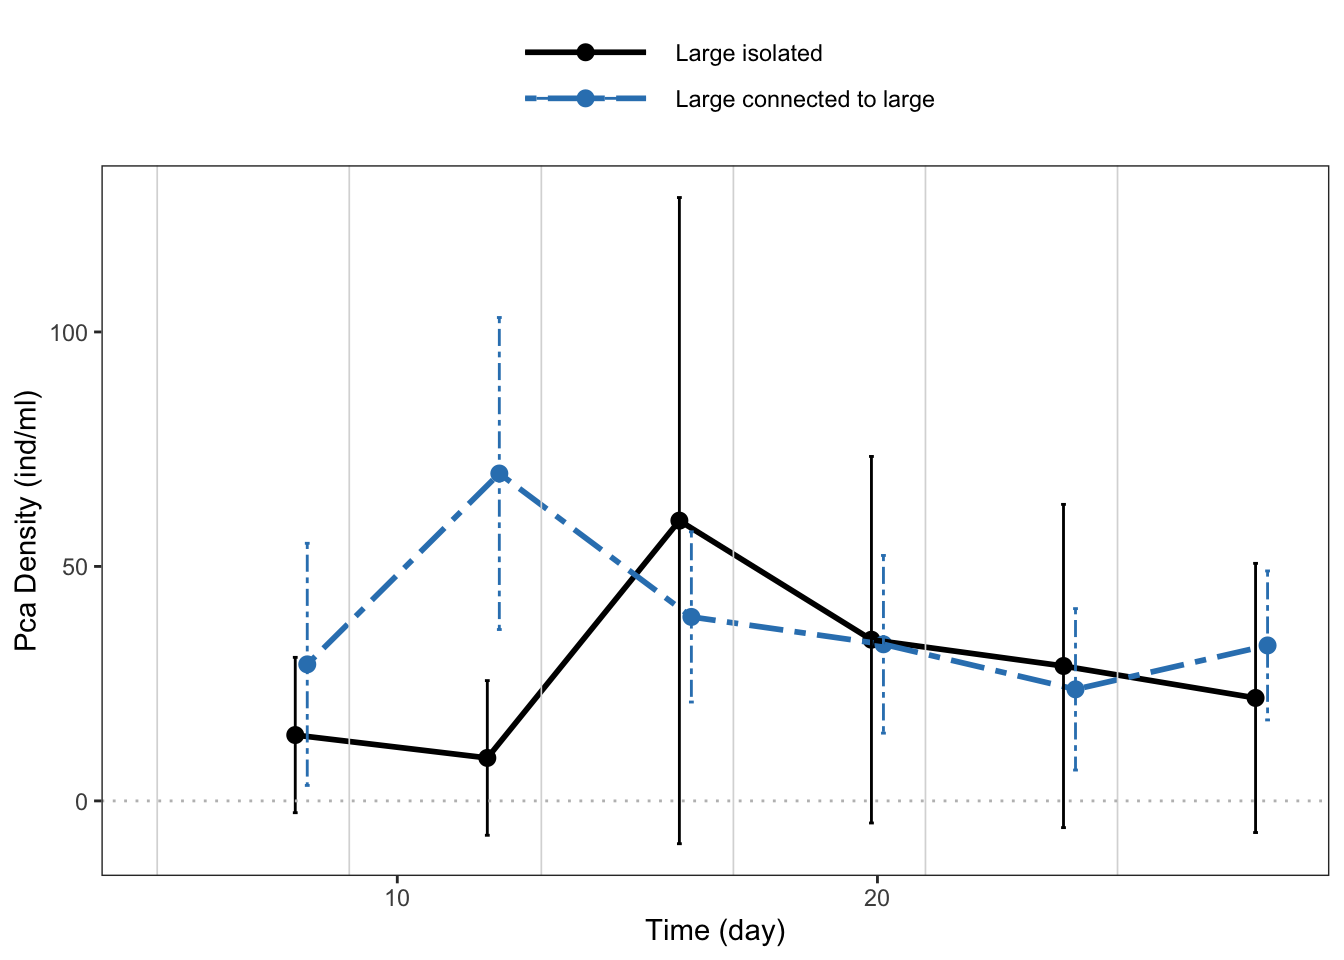 Large isolated
Large connected to large
Pca Density (ind/ml)
100
50
0
10
20
Time (day)